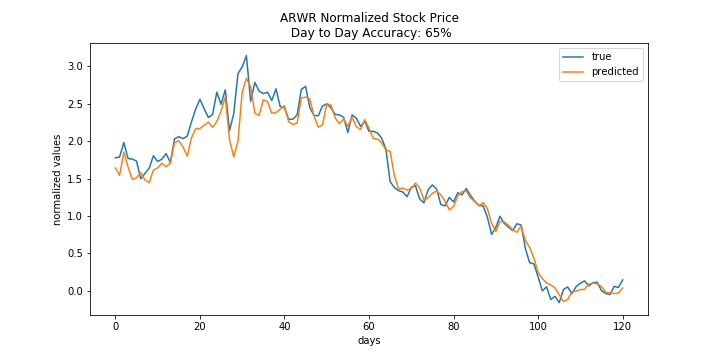 ARWR Normalized Stock Price
Day to Day Accuracy: 65%
true
predicted
normalized values
3.0
2.5
2.0
1.5
1.0
0.5
0.0
0 20 40 60 80 100 120
days